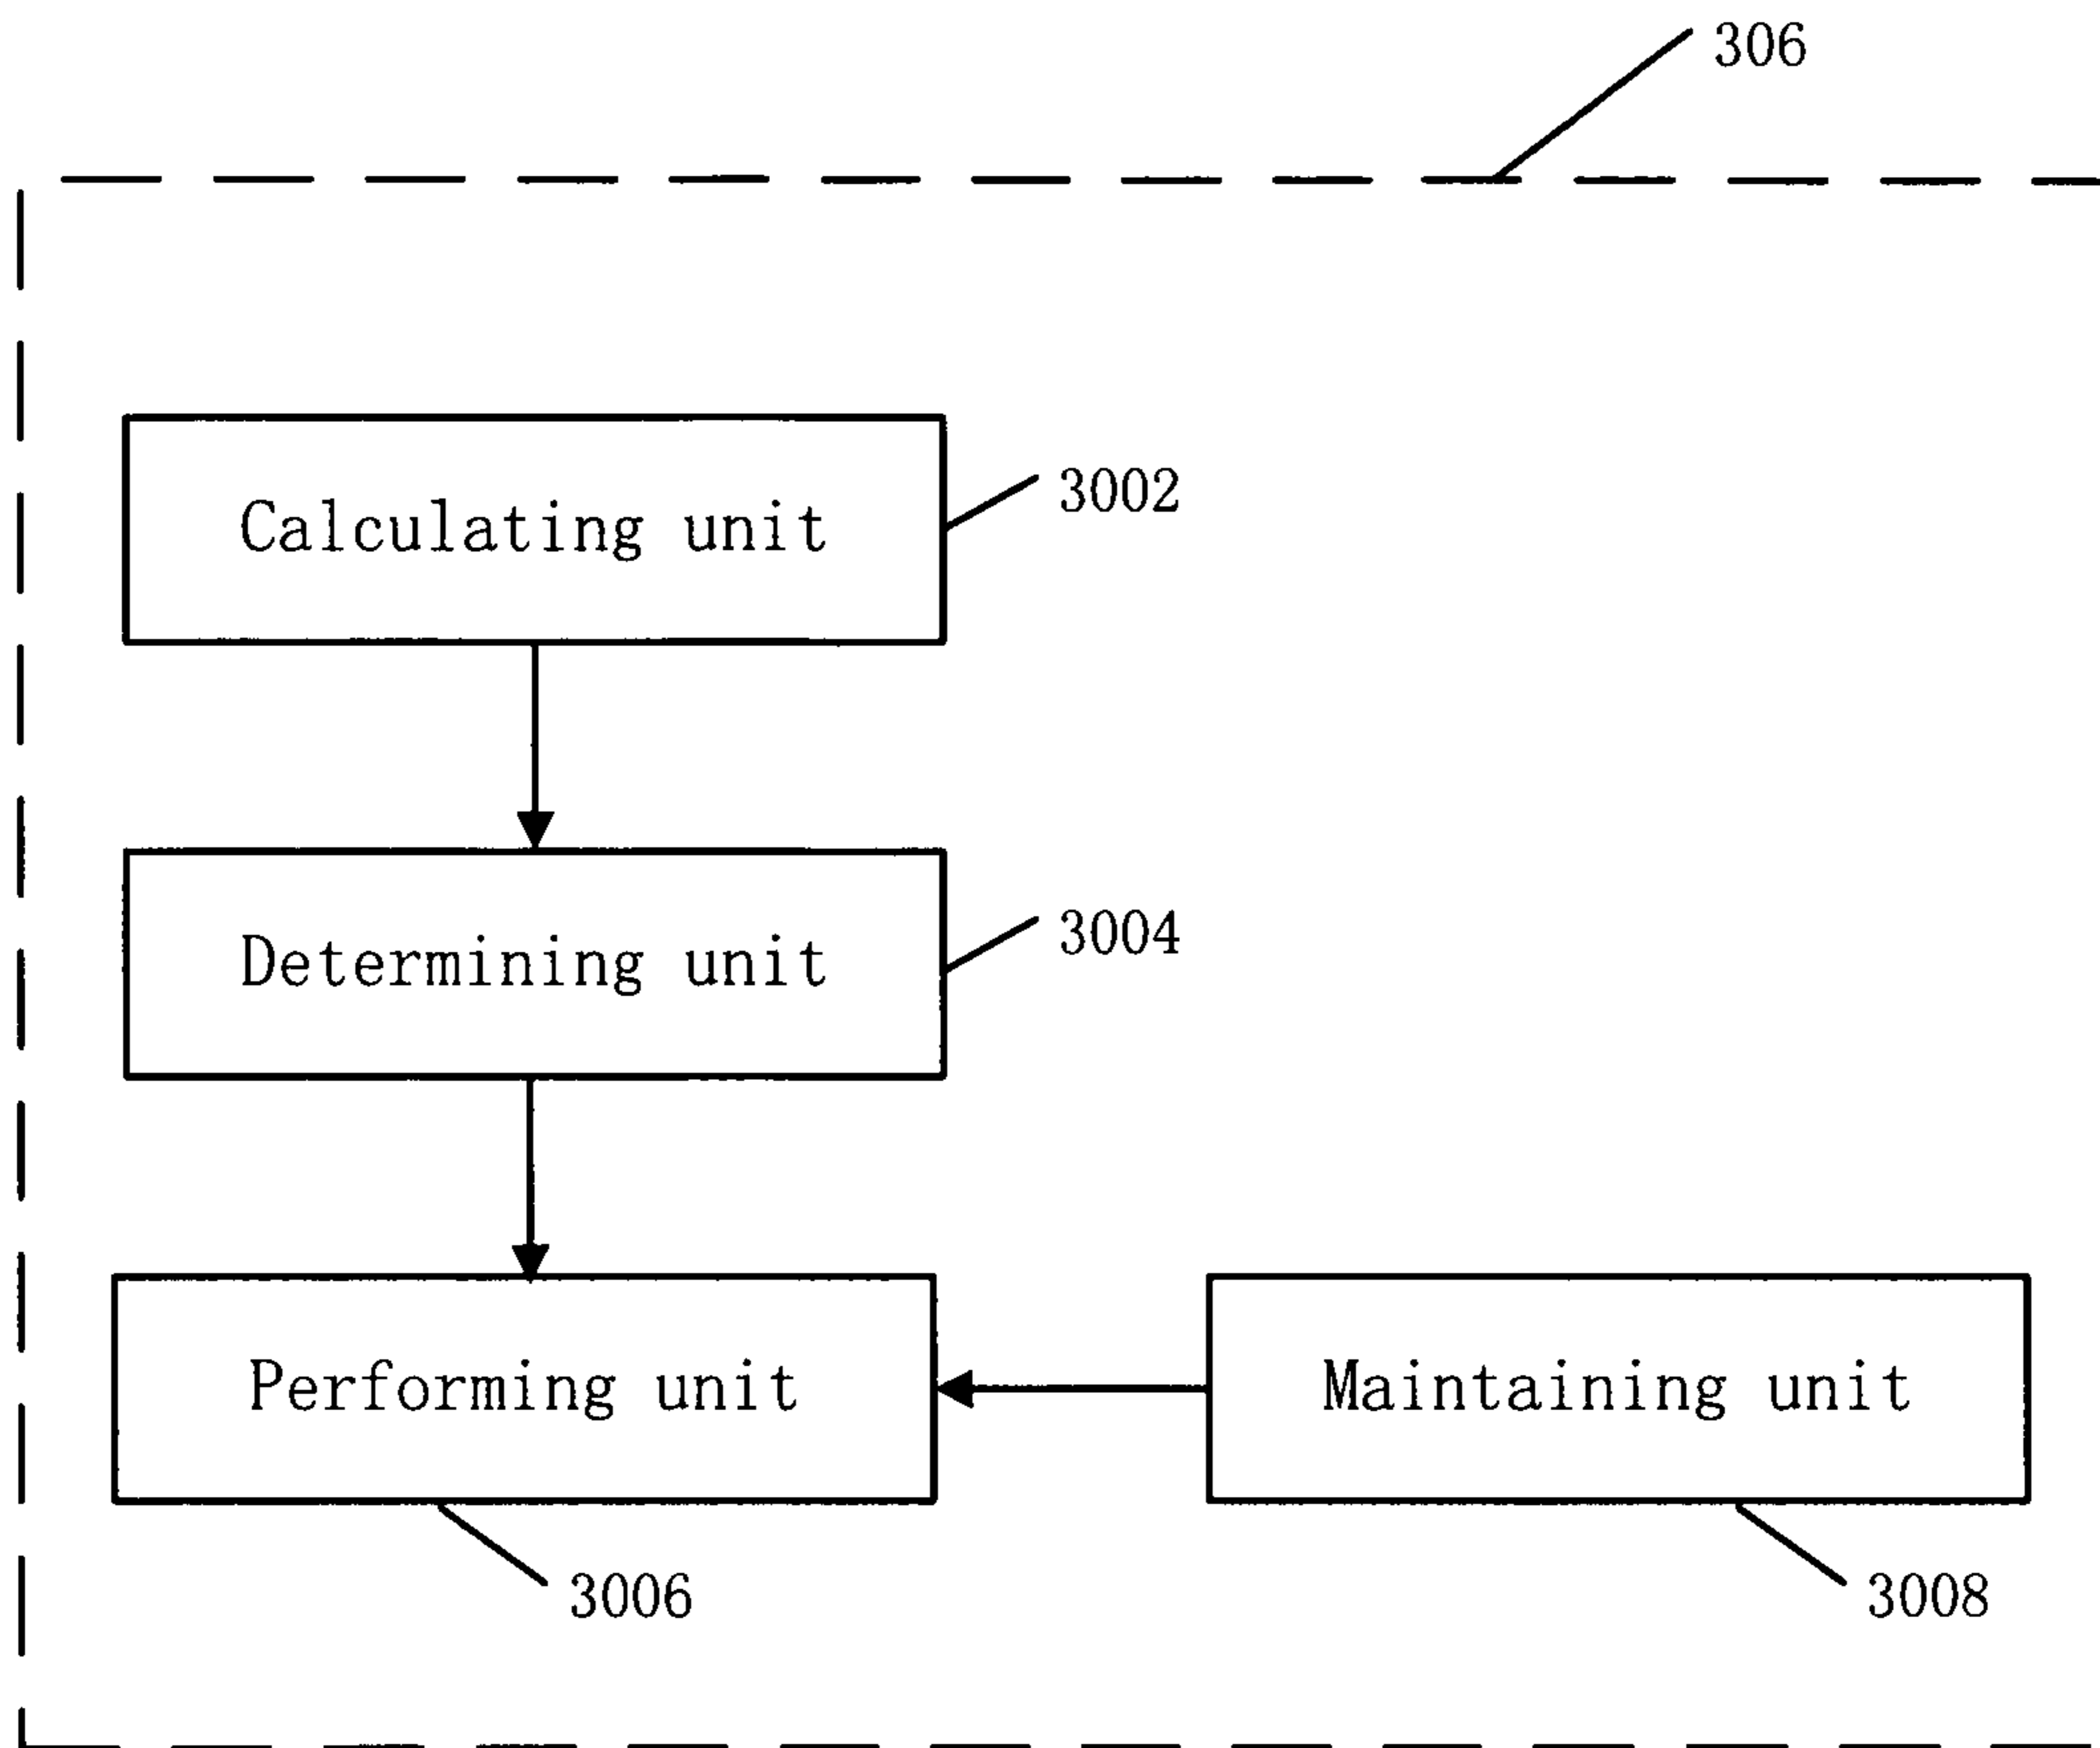 306
Calculating unit
3002
Determining unit
3004
Performing unit
Maintaining unit
3006
3008